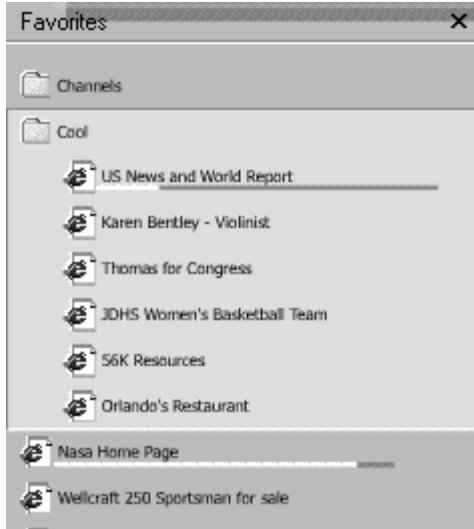 Favorites
Channels
Cool
US News and World Report
Karen Bentley - Violinist
Thomas for Congress
JDHS Women's Basketball Team
56K Resources
Orlando's Restaurant
Nasa Home Page
Wellcraft 250 Sportsman for sale